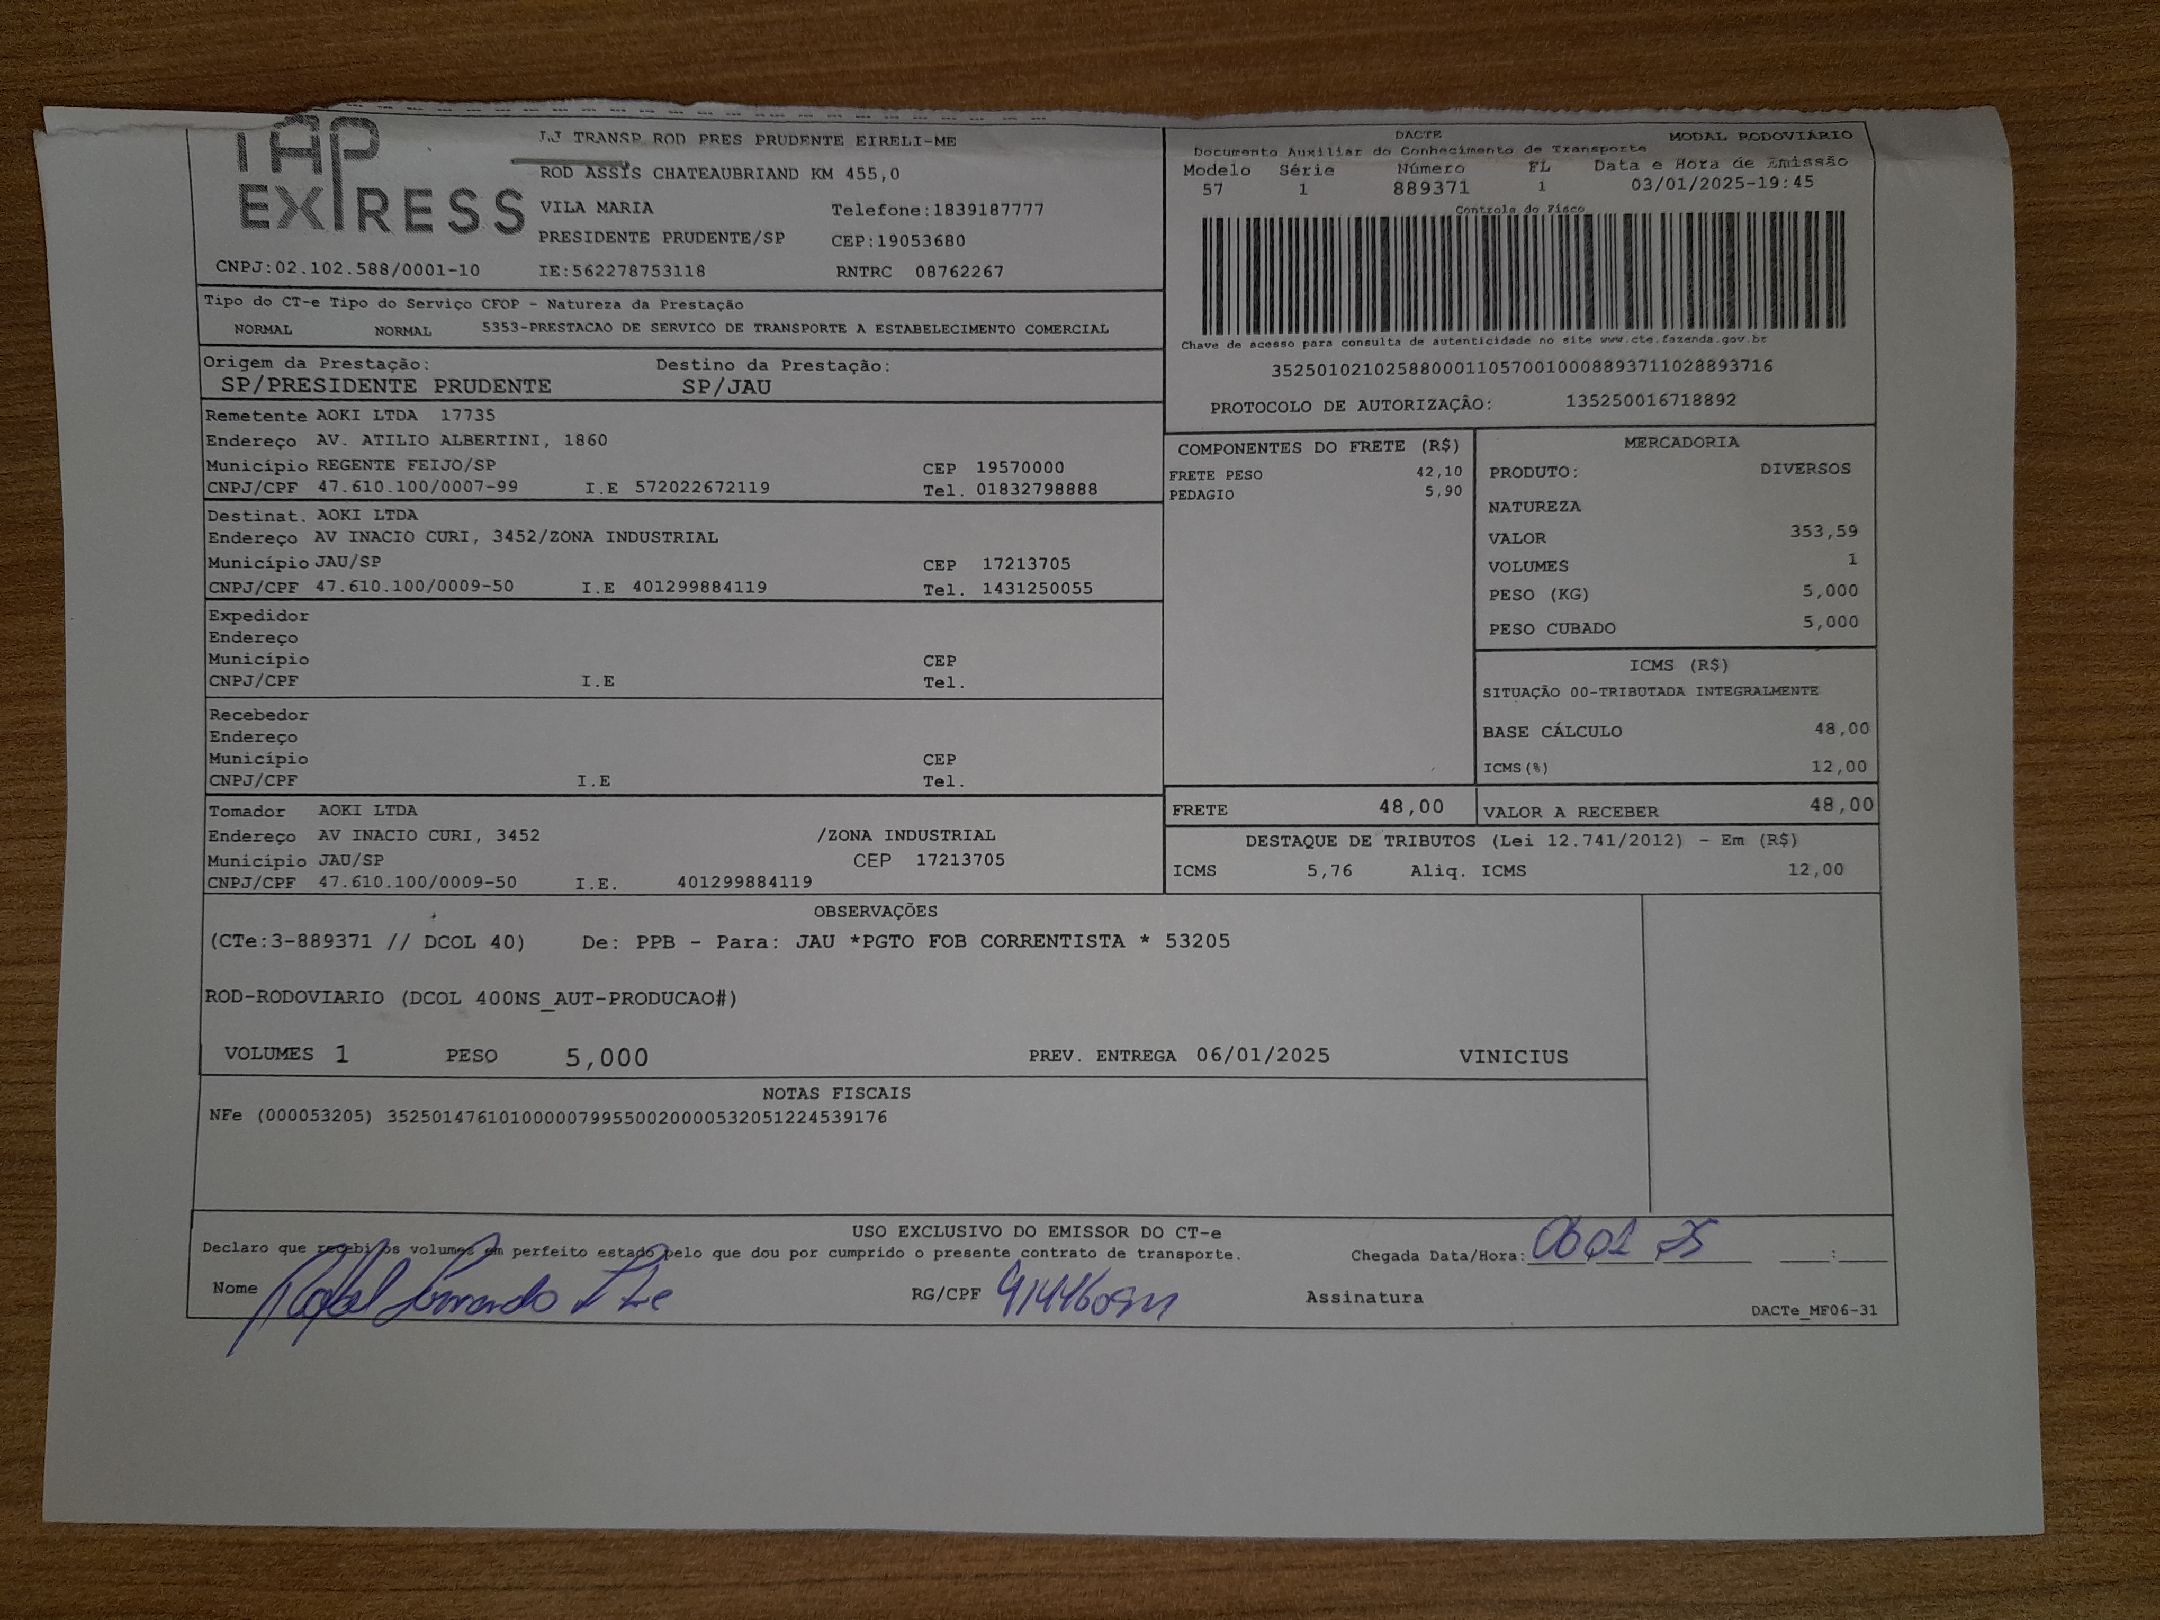 TAP
EXPRESS
TRANSP ROD PRES PRUDENTE EIRELI-ME
ROD ASSIS CHATEAUBRIAND KM 455,0
VILA MARIA Telefone:1839187777
PRESIDENTE PRUDENTE/SP CEP:19053680
CNPJ:02.102.588/0001-10 IE:562278753118 RNTRC 08762267
DACTE MODAL RODOVIÁRIO
Documento Auxiliar do Conhecimento de Transporte
Modelo Série Número FL Data e Hora de Emissão
57 1 889371 1 03/01/2025-19:45
Controle do Fisco
Chave de acesso para consulta de autenticidade no site www.cte.fazenda.gov.br
35250102102588000110570010008893711028893716
PROTOCOLO DE AUTORIZAÇÃO: 135250016718892
Tipo do CT-e Tipo do Serviço CFOP - Natureza da Prestação
NORMAL NORMAL 5353-PRESTACAO DE SERVICO DE TRANSPORTE A ESTABELECIMENTO COMERCIAL
Origem da Prestação: Destino da Prestação:
SP/PRESIDENTE PRUDENTE SP/JAU
Remetente AOKI LTDA 17735
Endereço AV. ATILIO ALBERTINI, 1860
Município REGENTE FEIJO/SP CEP 19570000
CNPJ/CPF 47.610.100/0007-99 I.E 572022672119 Tel. 01832798888
Destinat. AOKI LTDA
Endereço AV INACIO CURI, 3452/ZONA INDUSTRIAL
Município JAU/SP CEP 17213705
CNPJ/CPF 47.610.100/0009-50 I.E 401299884119 Tel. 1431250055
Expedidor
Endereço
Município CEP
CNPJ/CPF I.E Tel.
Recebedor
Endereço
Município CEP
CNPJ/CPF I.E Tel.
Tomador AOKI LTDA
Endereço AV INACIO CURI, 3452 /ZONA INDUSTRIAL
Município JAU/SP CEP 17213705
CNPJ/CPF 47.610.100/0009-50 I.E. 401299884119
COMPONENTES DO FRETE (R$)
FRETE PESO 42,10
PEDAGIO 5,90
MERCADORIA
PRODUTO: DIVERSOS
NATUREZA
VALOR 353,59
VOLUMES 1
PESO (KG) 5,000
PESO CUBADO 5,000
ICMS (R$)
SITUAÇÃO 00-TRIBUTADA INTEGRALMENTE
BASE CÁLCULO 48,00
ICMS(%) 12,00
FRETE 48,00 VALOR A RECEBER 48,00
DESTAQUE DE TRIBUTOS (Lei 12.741/2012) - Em (R$)
ICMS 5,76 Aliq. ICMS 12,00
OBSERVAÇÕES
(CTe:3-889371 // DCOL 40) De: PPB - Para: JAU *PGTO FOB CORRENTISTA * 53205
ROD-RODOVIARIO (DCOL 400NS_AUT-PRODUCAO#)
VOLUMES 1 PESO 5,000 PREV. ENTREGA 06/01/2025 VINICIUS
NOTAS FISCAIS
NFe (000053205) 35250147610100000799550020000532051224539176
USO EXCLUSIVO DO EMISSOR DO CT-e
Declaro que recebi os volumes em perfeito estado pelo que dou por cumprido o presente contrato de transporte. Chegada Data/Hora: 06 01 25 :
Nome RG/CPF Assinatura
DACTe_MF06-31